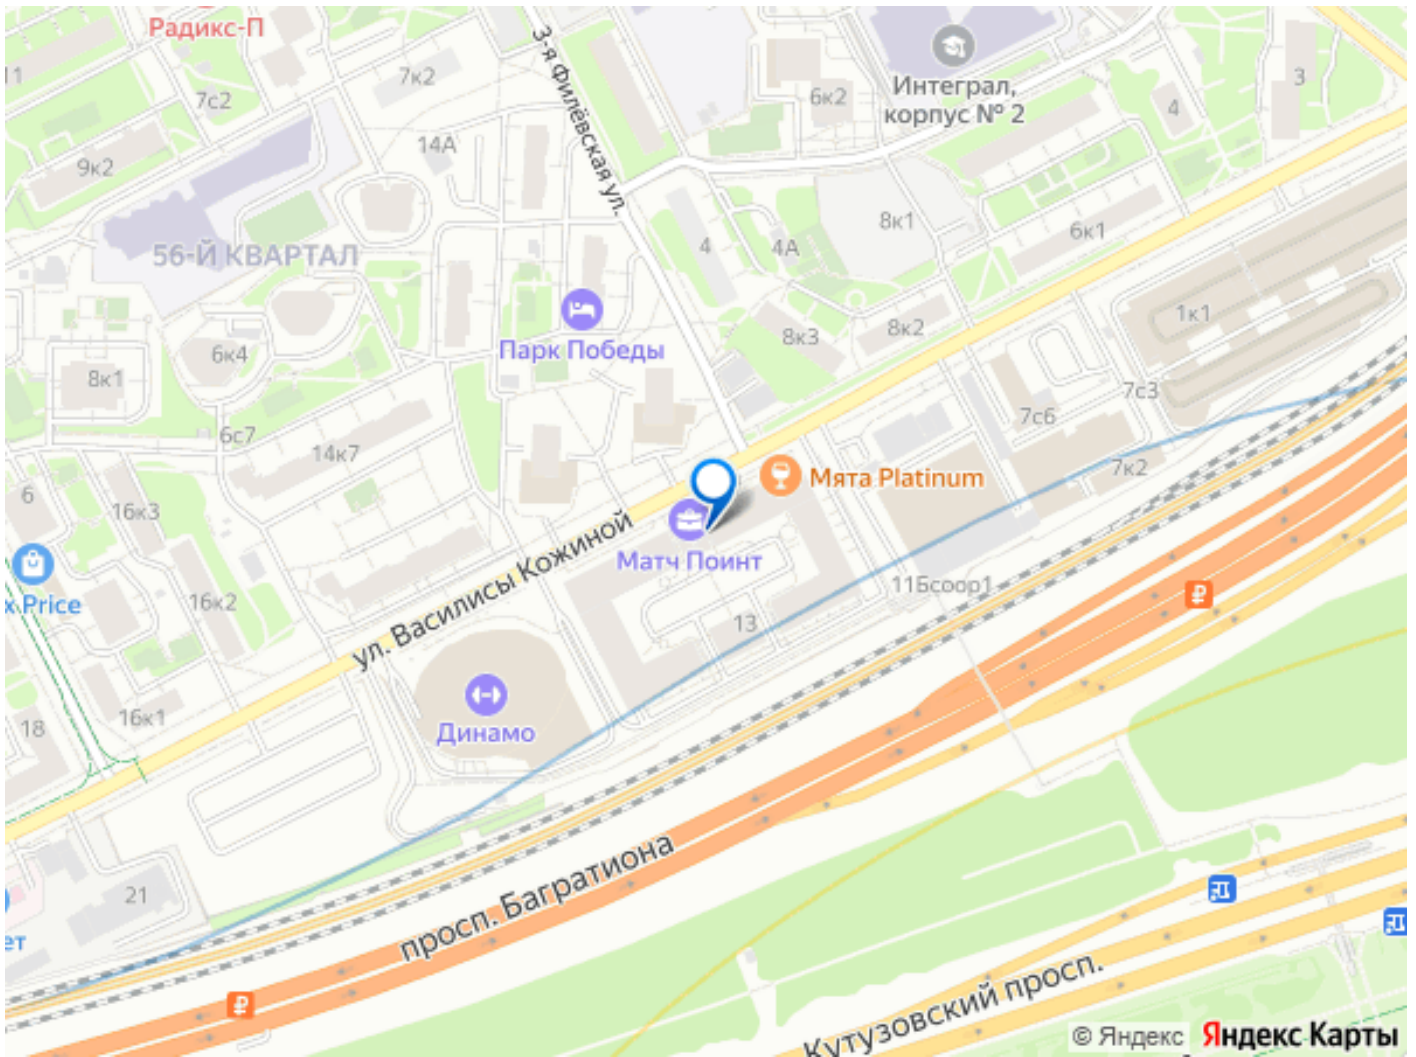 Радикс-П
11
7к2
7с2
9к2
14А
3-я Филёвская ул.
6к2
Интеграл,
корпус № 2
3
4
56-Й КВАРТАЛ
4
4А
8к1
6к1
Парк Победы
8к3
8к2
1к1
6к4
8к1
7с3
7с6
6с7
14к7
7к2
Мята Platinum
6
16к3
ул. Василисы Кожиной
Матч Поинт
x Price
16к2
11Бсоор1
13
16к1
18
Динамо
просп. Багратиона
21
ет
Кутузовский просп.
© Яндекс Яндекс Карты